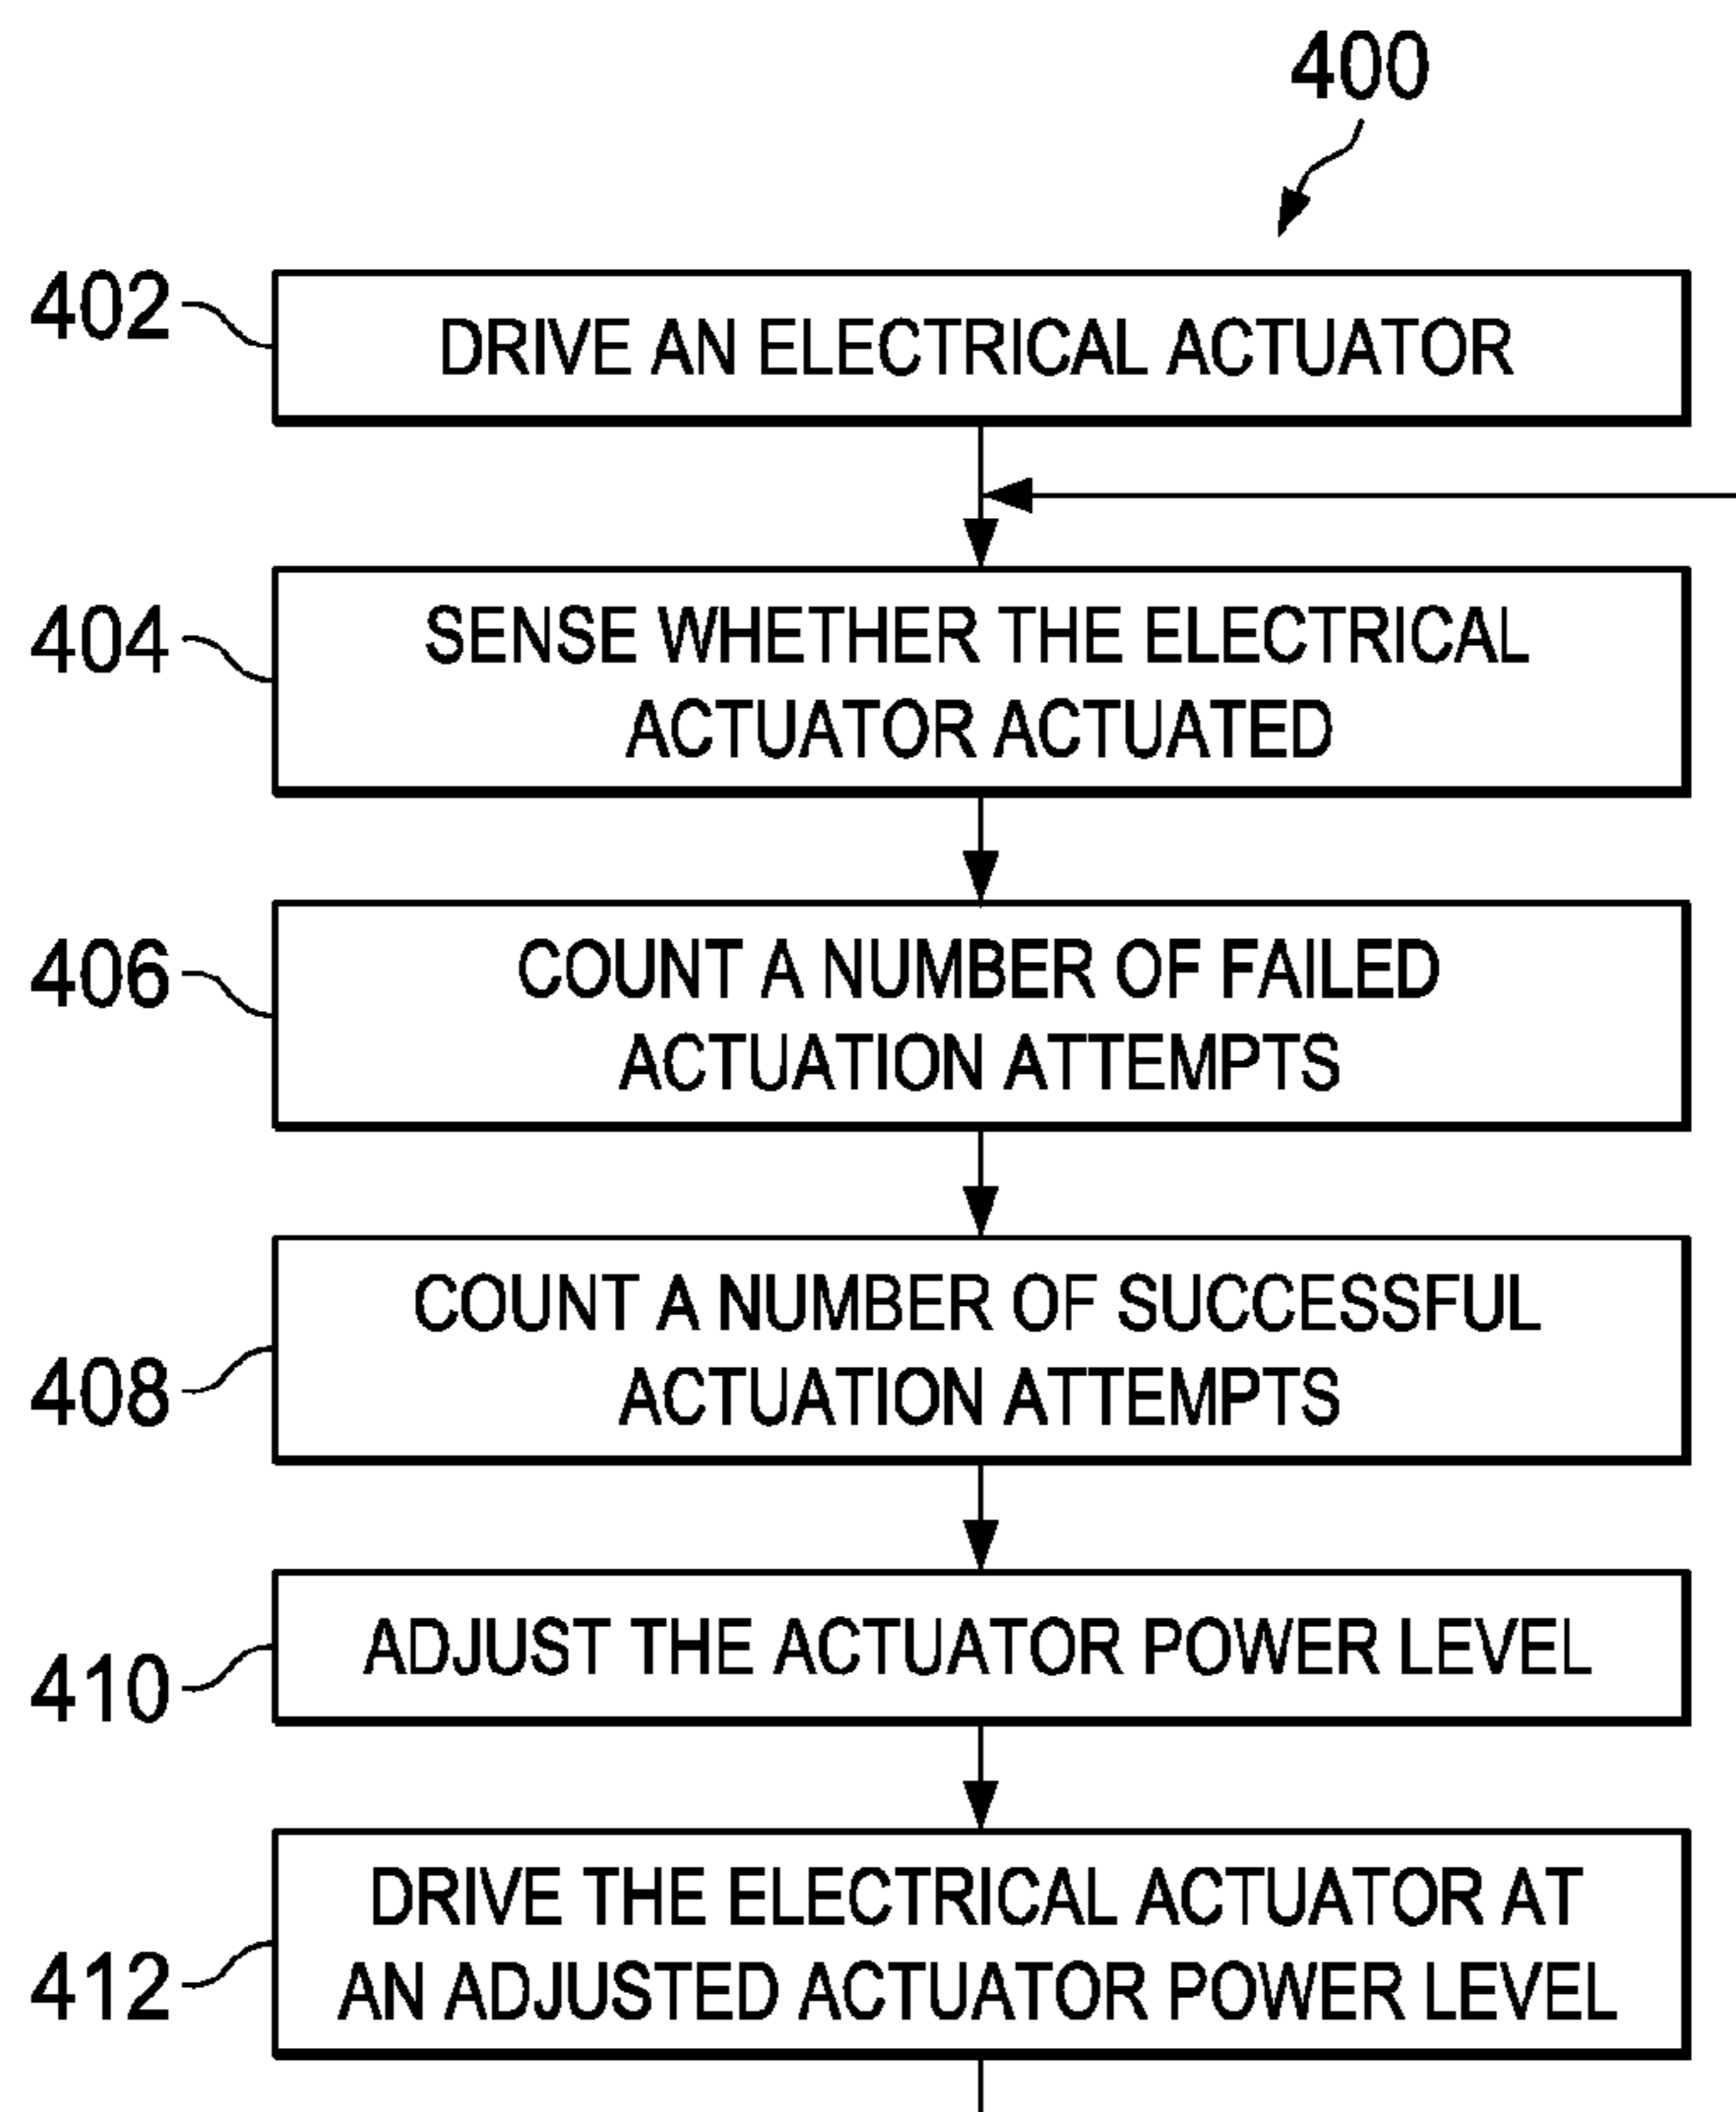 400
402
DRIVE AN ELECTRICAL ACTUATOR
404
SENSE WHETHER THE ELECTRICAL
ACTUATOR ACTUATED
406
COUNT A NUMBER OF FAILED
ACTUATION ATTEMPTS
408
COUNT A NUMBER OF SUCCESSFUL
ACTUATION ATTEMPTS
410
ADJUST THE ACTUATOR POWER LEVEL
412
DRIVE THE ELECTRICAL ACTUATOR AT
AN ADJUSTED ACTUATOR POWER LEVEL